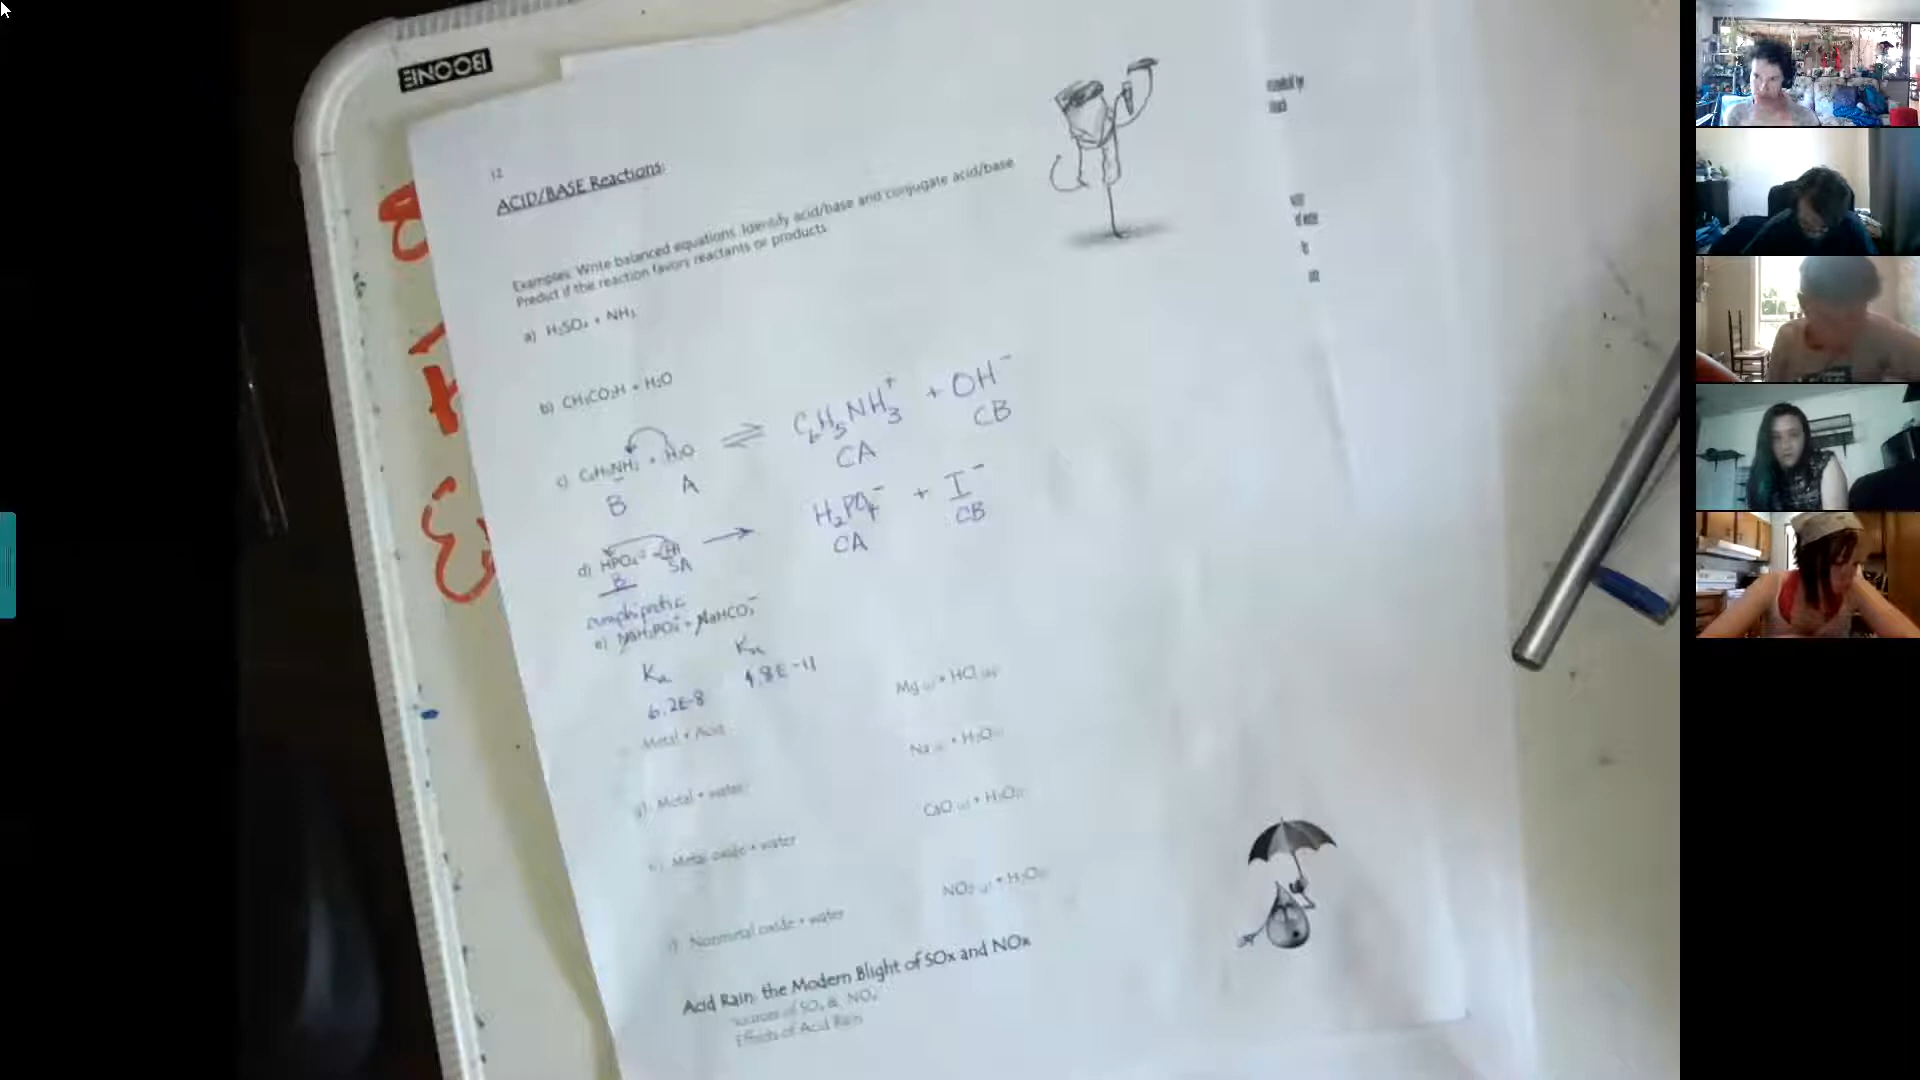 BOONE
12
ACID/BASE Reactions:
Examples: Write balanced equations. Identify acid/base and conjugate acid/base
Predict if the reaction favors reactants or products
a) H₂SO₄ + NH₃
b) CH₃CO₂H + H₂O
c) C₆H₅NH₂ + H₂O ⇌ C₆H₅NH₃⁺ + OH⁻
B A CA CB
d) HPO₄²⁻ + HI → H₂PO₄⁻ + I⁻
B SA CA CB
amphiprotic
e) NaH₂PO₄⁻ + NaHCO₃⁻
Ka Ka
6.2E-8 4.8E-11
Metal + Acid Mg + HCl
g) Metal + water Na + H₂O
h) Metal oxide + water CaO + H₂O
i) Nonmetal oxide + water NO₂ + H₂O
Acid Rain: the Modern Blight of SOx and NOx
Sources of SOₓ & NOₓ
Effects of Acid Rain